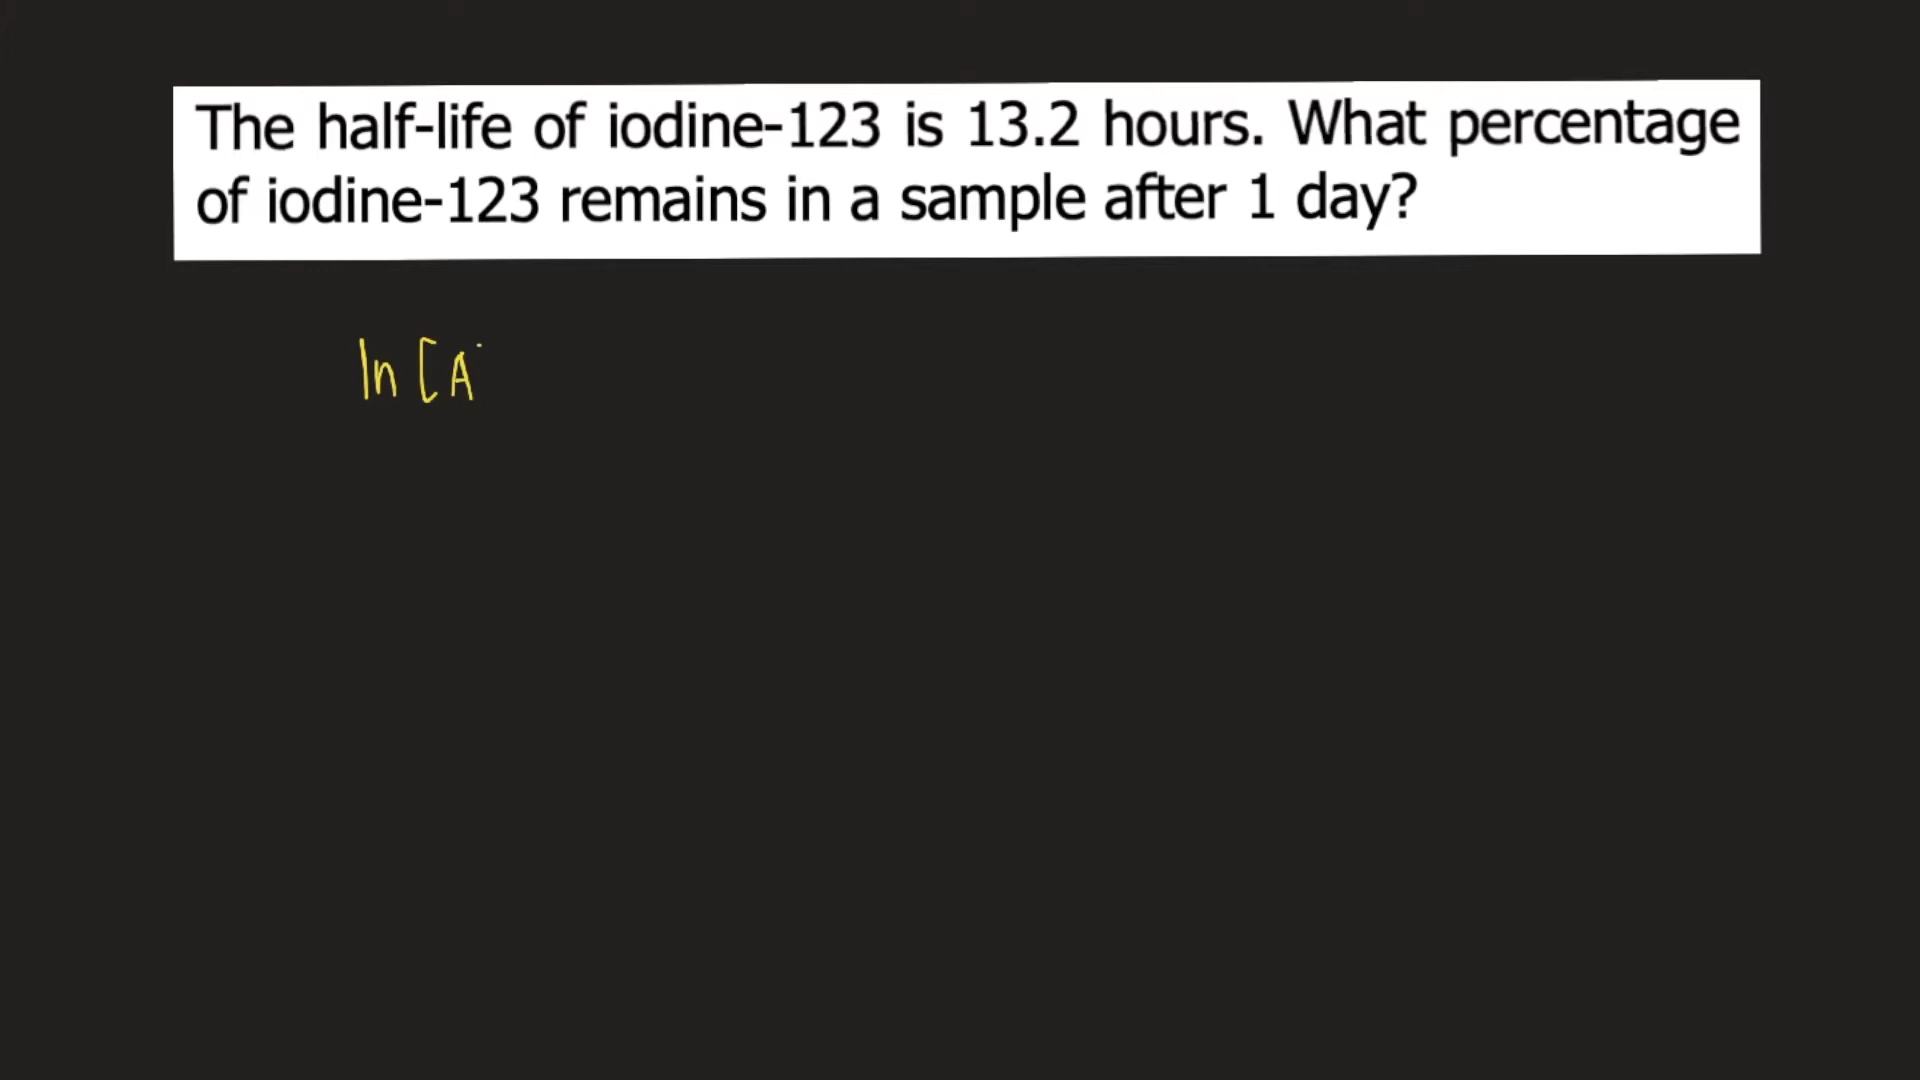 The half-life of iodine-123 is 13.2 hours. What percentage
of iodine-123 remains in a sample after 1 day?
ln [A